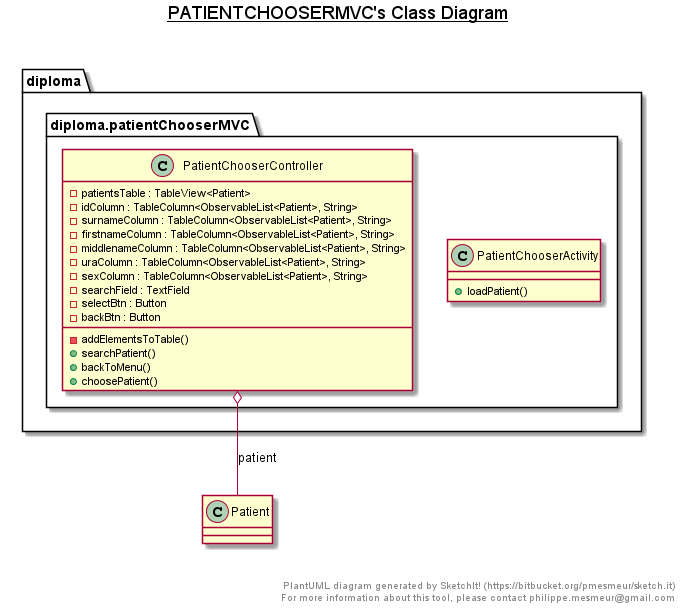 PATIENTCHOOSERMVC's Class Diagram
diploma
diploma.patientChooserMVC
C PatientChooserController
patientsTable : TableView<Patient>
idColumn : TableColumn<ObservableList<Patient>, String>
surnameColumn : TableColumn<ObservableList<Patient>, String>
firstnameColumn : TableColumn<ObservableList<Patient>, String>
middlenameColumn : TableColumn<ObservableList<Patient>, String>
uraColumn : TableColumn<ObservableList<Patient>, String>
sexColumn : TableColumn<ObservableList<Patient>, String>
searchField : TextField
selectBtn : Button
backBtn : Button
addElementsToTable()
searchPatient()
backToMenu()
choosePatient()
C PatientChooserActivity
loadPatient()
patient
C Patient
PlantUML diagram generated by SketchIt! (https://bitbucket.org/pmesmeur/sketch.it)
For more information about this tool, please contact philippe.mesmeur@gmail.com